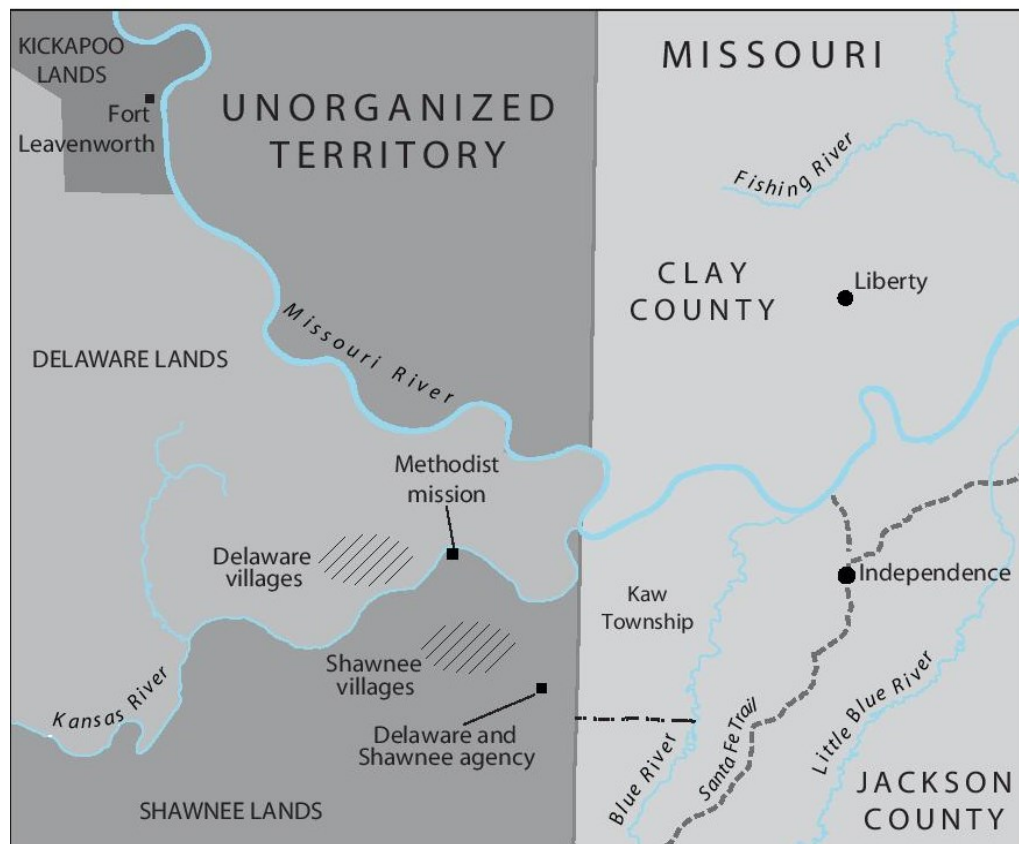 KICKAPOO
LANDS
Fort
Leavenworth
UNORGANIZED
TERRITORY
MISSOURI
Fishing River
CLAY
COUNTY
Liberty
Missouri River
DELAWARE LANDS
Methodist
mission
Delaware
villages
Independence
Kaw
Township
Shawnee
villages
Kansas River
Delaware and
Shawnee agency
Blue River
Santa Fe Trail
Little Blue River
SHAWNEE LANDS
JACKSON
COUNTY